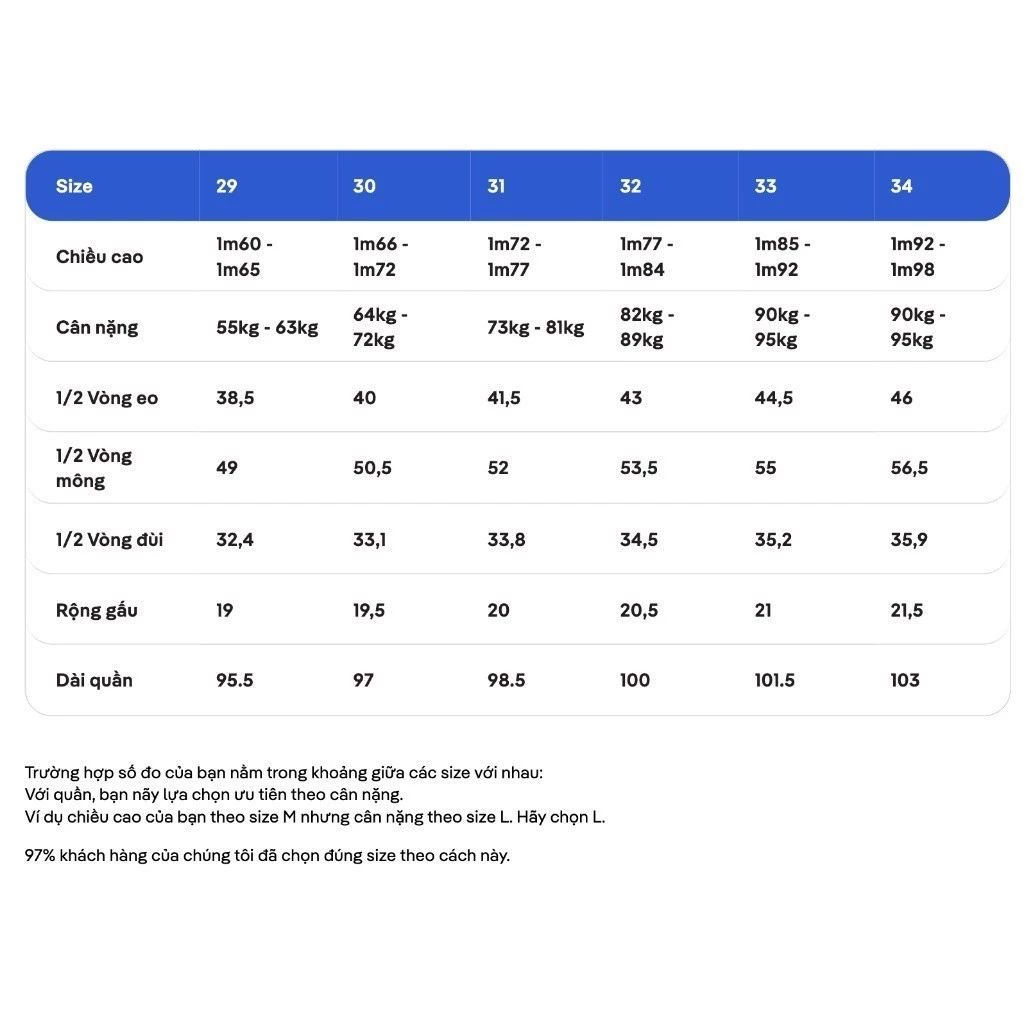 Size 29 30 31 32 33 34
Chiều cao 1m60 - 1m65 1m66 - 1m72 1m72 - 1m77 1m77 - 1m84 1m85 - 1m92 1m92 - 1m98
Cân nặng 55kg - 63kg 64kg - 72kg 73kg - 81kg 82kg - 89kg 90kg - 95kg 90kg - 95kg
1/2 Vòng eo 38,5 40 41,5 43 44,5 46
1/2 Vòng mông 49 50,5 52 53,5 55 56,5
1/2 Vòng đùi 32,4 33,1 33,8 34,5 35,2 35,9
Rộng gấu 19 19,5 20 20,5 21 21,5
Dài quần 95.5 97 98.5 100 101.5 103
Trường hợp số đo của bạn nằm trong khoảng giữa các size với nhau:
Với quần, bạn nãy lựa chọn ưu tiên theo cân nặng.
Ví dụ chiều cao của bạn theo size M nhưng cân nặng theo size L. Hãy chọn L.
97% khách hàng của chúng tôi đã chọn đúng size theo cách này.